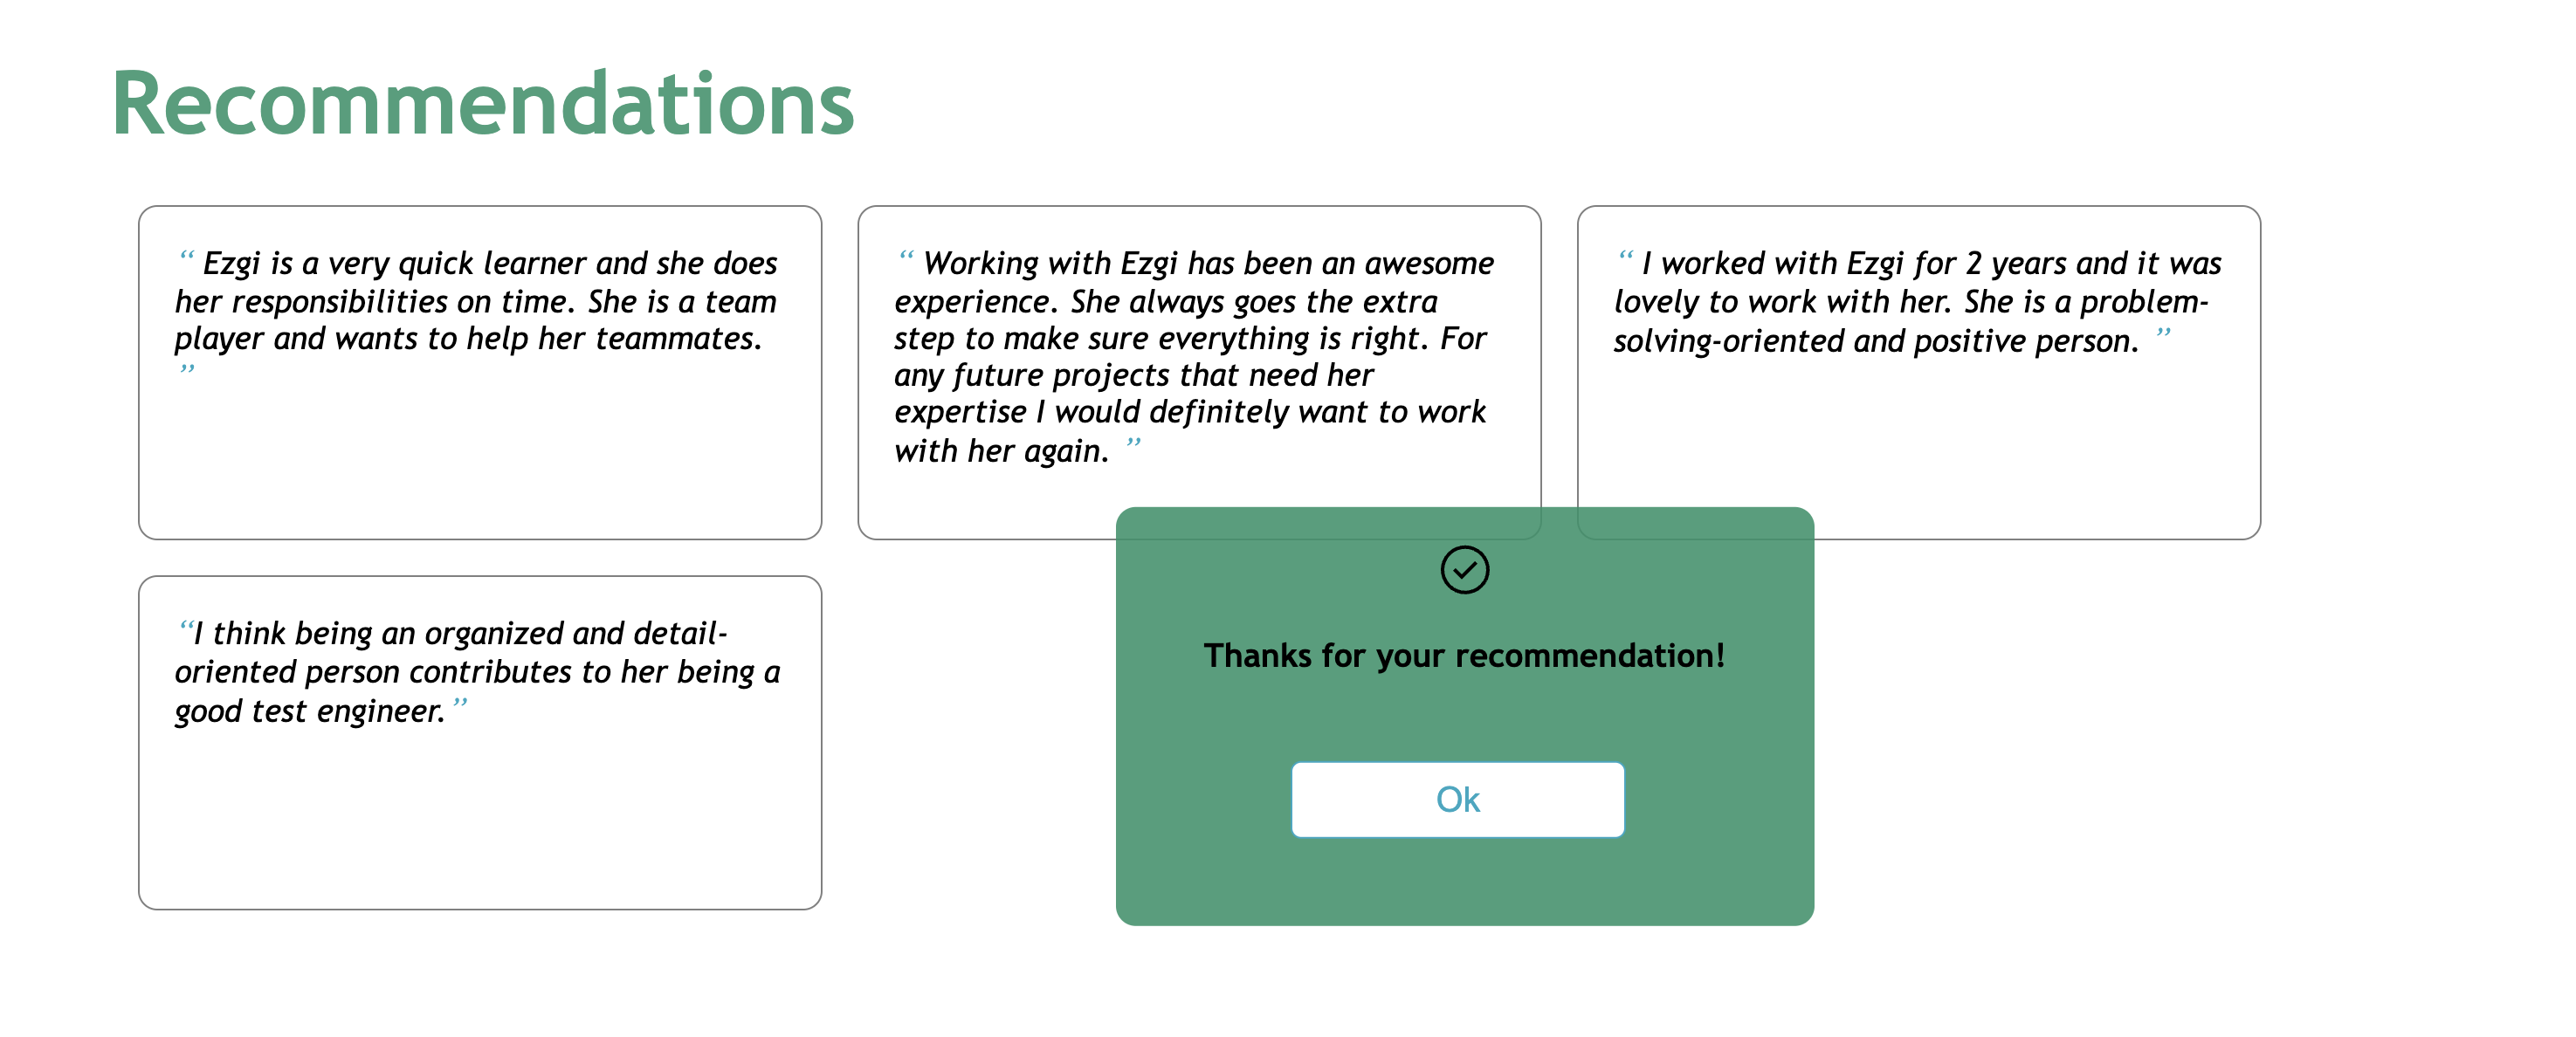 Recommendations
“ Ezgi is a very quick learner and she does
her responsibilities on time. She is a team
player and wants to help her teammates.
”
“ Working with Ezgi has been an awesome
experience. She always goes the extra
step to make sure everything is right. For
any future projects that need her
expertise I would definitely want to work
with her again. ”
“ I worked with Ezgi for 2 years and it was
lovely to work with her. She is a problem-
solving-oriented and positive person. ”
“I think being an organized and detail-
oriented person contributes to her being a
good test engineer.”
Thanks for your recommendation!
Ok